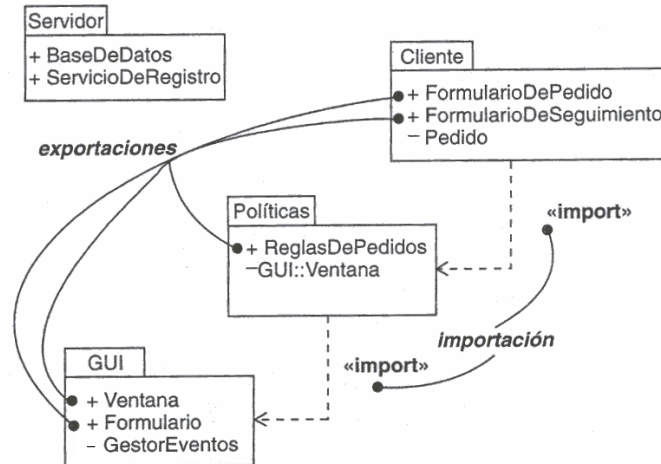 Servidor
+ BaseDeDatos
+ ServicioDeRegistro
Cliente
+ FormularioDePedido
+ FormularioDeSeguimiento
– Pedido
exportaciones
Políticas
+ ReglasDePedidos
–GUI::Ventana
«import»
importación
«import»
GUI
+ Ventana
+ Formulario
– GestorEventos